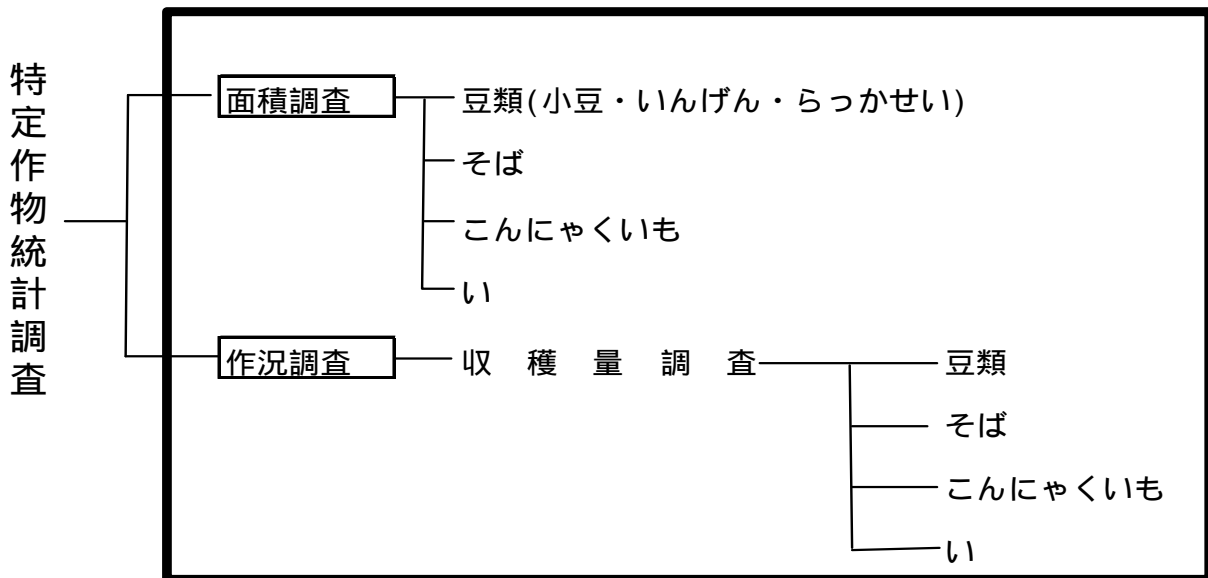 特定作物統計調査
面積調査
豆類(小豆・いんげん・らっかせい)
そば
こんにゃくいも
い
作況調査
収穫量調査
豆類
そば
こんにゃくいも
い